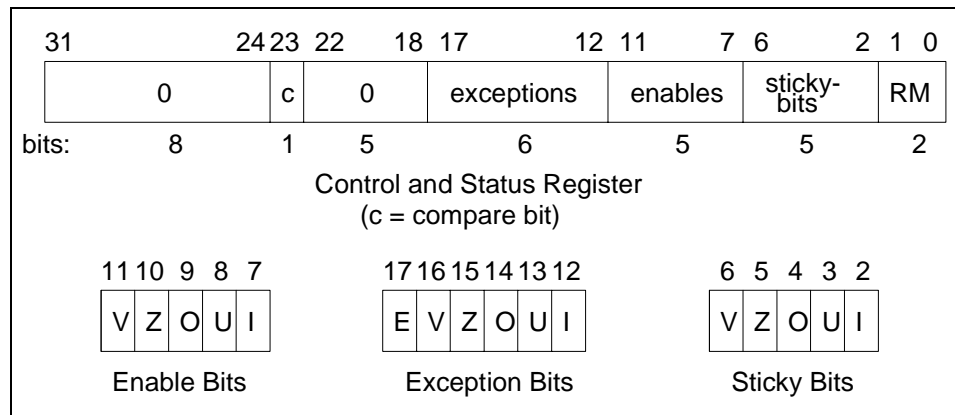 31 24 23 22 18 17 12 11 7 6 2 1 0
0 c 0 exceptions enables sticky-bits RM
bits: 8 1 5 6 5 5 2
Control and Status Register
(c = compare bit)
11 10 9 8 7 17 16 15 14 13 12 6 5 4 3 2
V Z O U I E V Z O U I V Z O U I
Enable Bits Exception Bits Sticky Bits